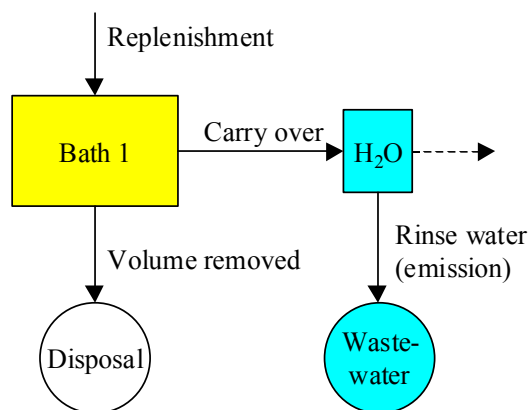 Replenishment
Bath 1
Carry over
H₂O
Volume removed
Rinse water
(emission)
Disposal
Waste-
water